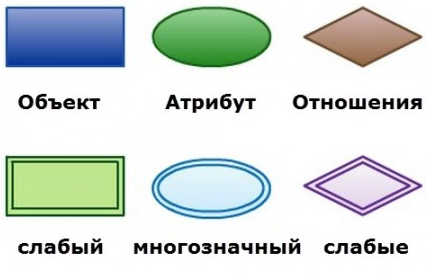 Объект Атрибут Отношения
слабый многозначный слабые